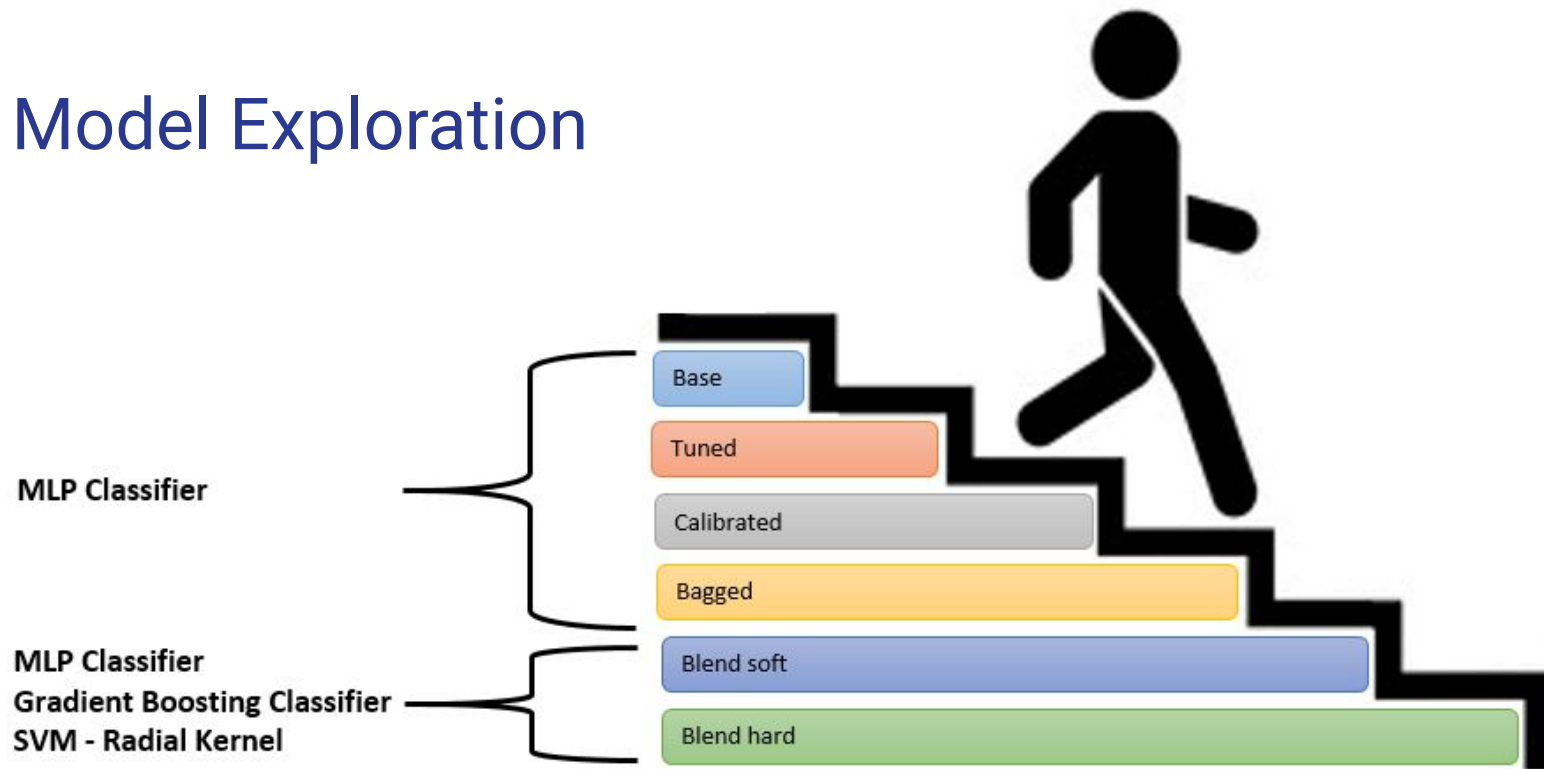 Model Exploration
Base
Tuned
MLP Classifier
Calibrated
Bagged
MLP Classifier
Gradient Boosting Classifier
SVM - Radial Kernel
Blend soft
Blend hard